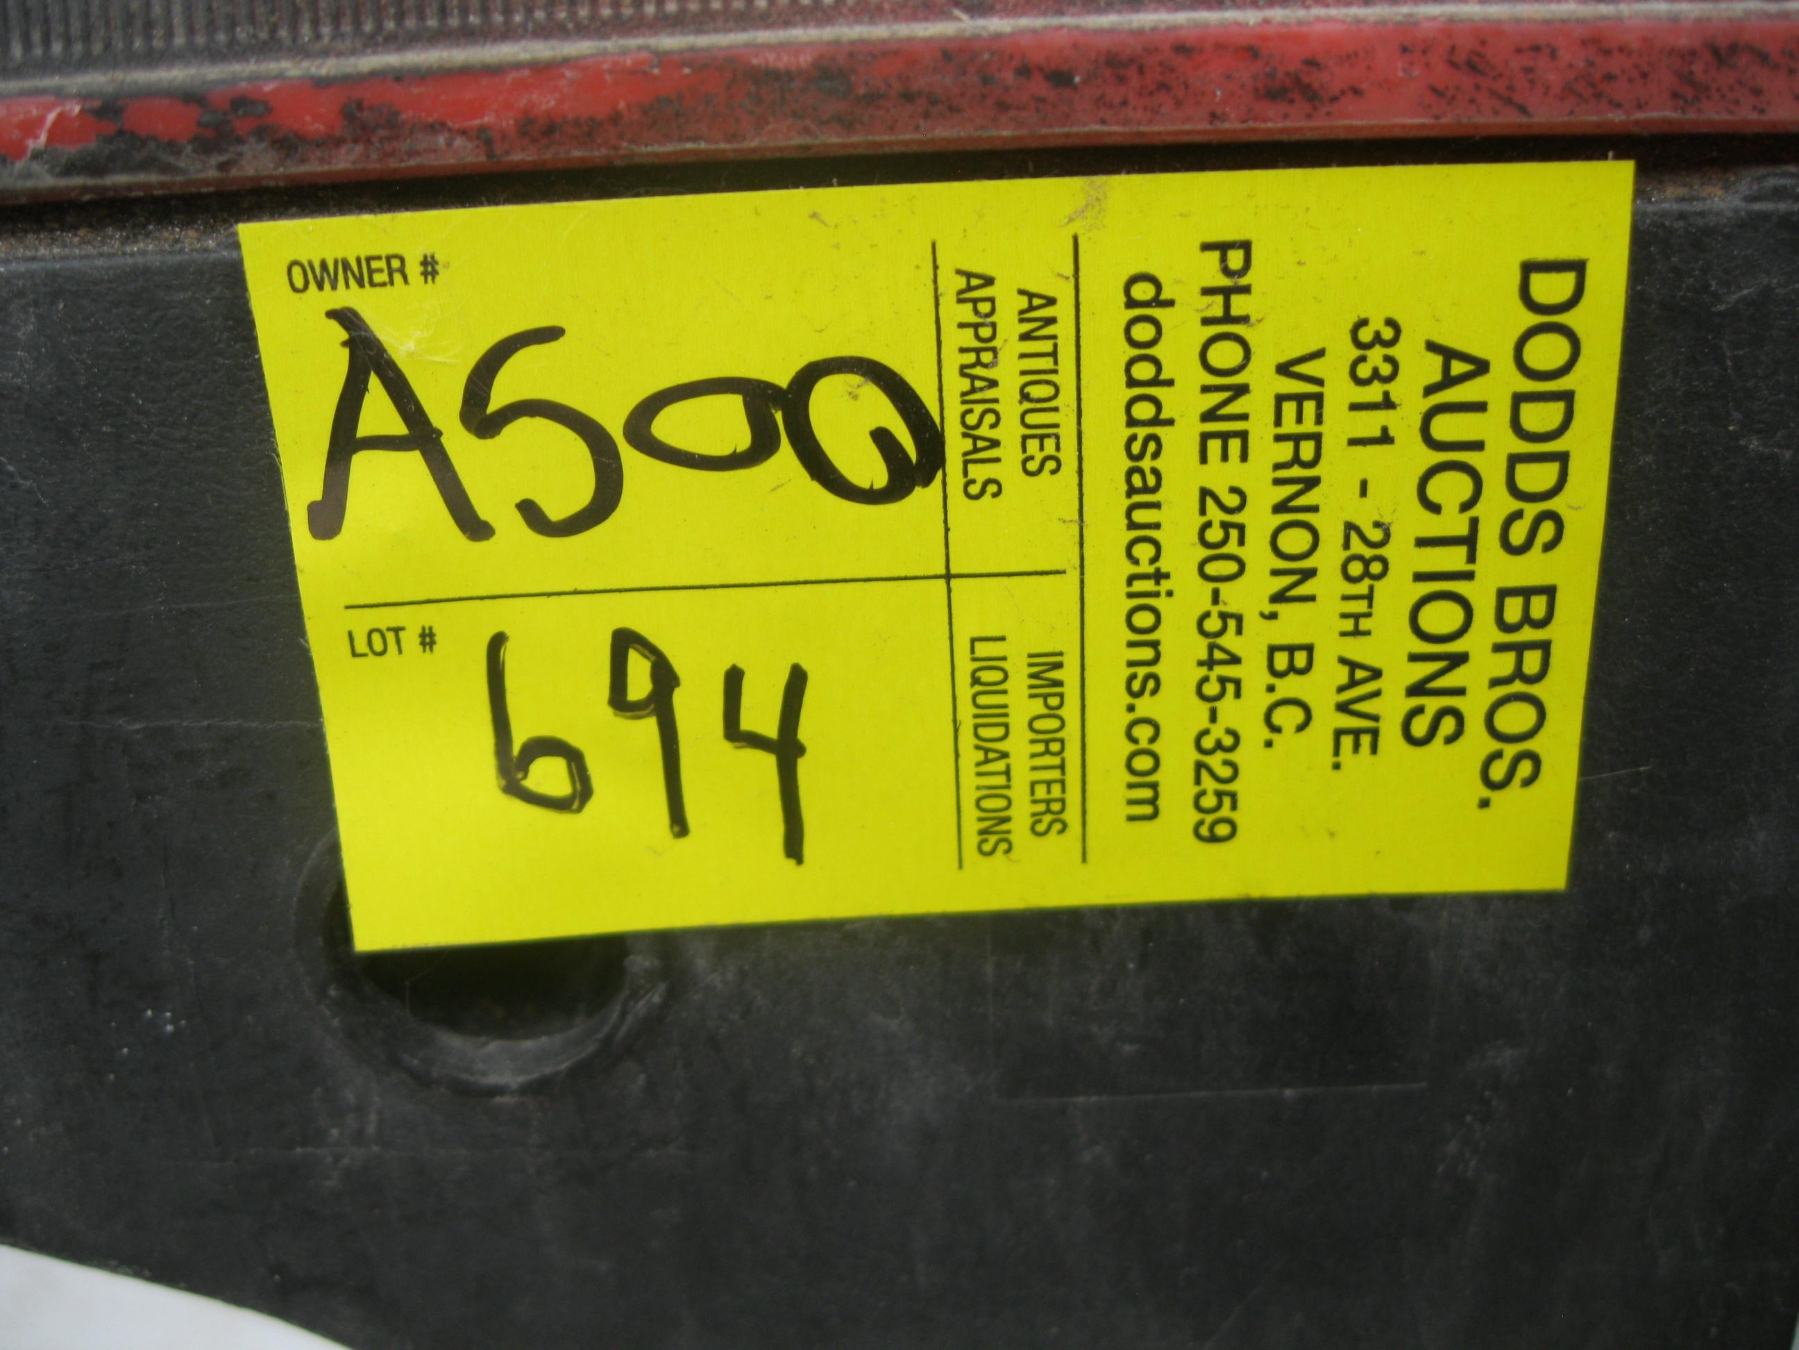 DODDS BROS.
AUCTIONS
3311 - 28TH AVE.
VERNON, B.C.
PHONE 250-545-3259
doddsauctions.com
ANTIQUES
APPRAISALS
IMPORTERS
LIQUIDATIONS
OWNER #
A500
LOT #
694